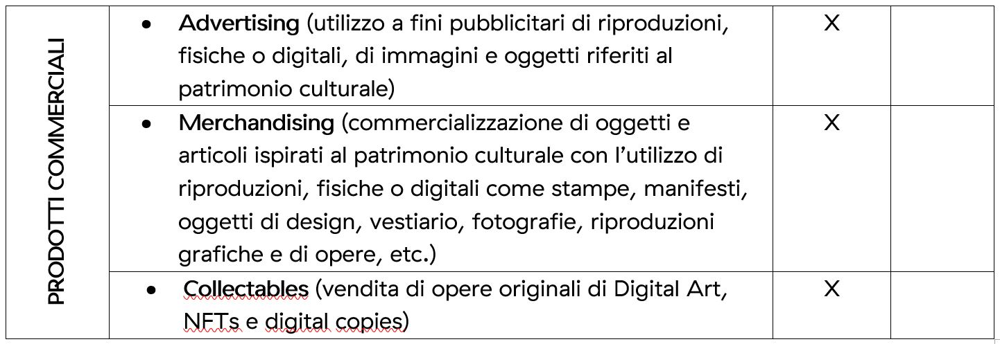 PRODOTTI COMMERCIALI
• Advertising (utilizzo a fini pubblicitari di riproduzioni, X
fisiche o digitali, di immagini e oggetti riferiti al
patrimonio culturale)
• Merchandising (commercializzazione di oggetti e X
articoli ispirati al patrimonio culturale con l’utilizzo di
riproduzioni, fisiche o digitali come stampe, manifesti,
oggetti di design, vestiario, fotografie, riproduzioni
grafiche e di opere, etc.)
• Collectables (vendita di opere originali di Digital Art, X
NFTs e digital copies)